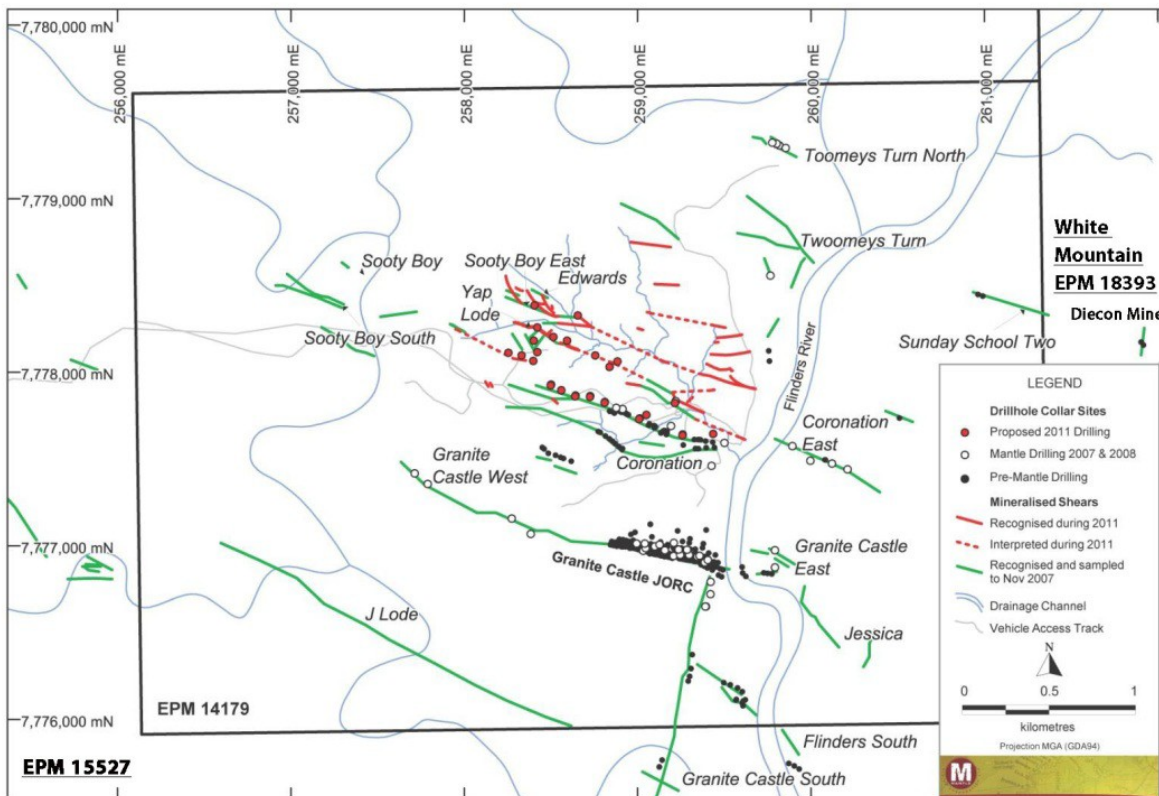 7,780,000 mN
256,000 mE
257,000 mE
258,000 mE
259,000 mE
260,000 mE
261,000 mE
Toomeys Turn North
7,779,000 mN
White
Mountain
EPM 18393
Twoomeys Turn
Sooty Boy
Sooty Boy East
Edwards
Yap
Lode
Diecon Mine
Sooty Boy South
Sunday School Two
7,778,000 mN
Flinders River
Coronation
East
Granite
Castle West
Coronation
7,777,000 mN
Granite Castle
East
Granite Castle JORC
J Lode
Jessica
7,776,000 mN
EPM 14179
Flinders South
EPM 15527
Granite Castle South
LEGEND
Drillhole Collar Sites
Proposed 2011 Drilling
Mantle Drilling 2007 & 2008
Pre-Mantle Drilling
Mineralised Shears
Recognised during 2011
Interpreted during 2011
Recognised and sampled
to Nov 2007
Drainage Channel
Vehicle Access Track
N
0 0.5 1
kilometres
Projection MGA (GDA94)
M